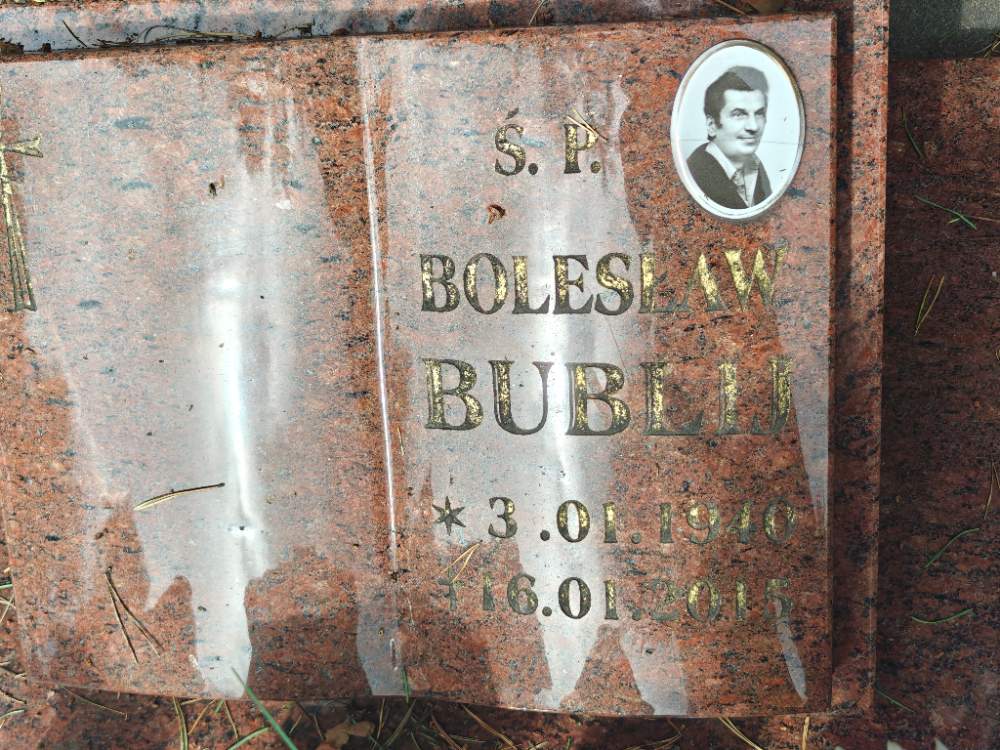 Ś. P.
BOLESŁAW
BUBLIJ
* 3.01.1940
† 16.01.2015